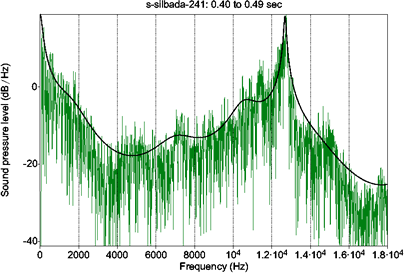 s-silbada-241: 0.40 to 0.49 sec
Sound pressure level (dB / Hz)
0
-20
-40
0 2000 4000 6000 8000 10⁴ 1.2·10⁴ 1.4·10⁴ 1.6·10⁴ 1.8·10⁴
Frequency (Hz)